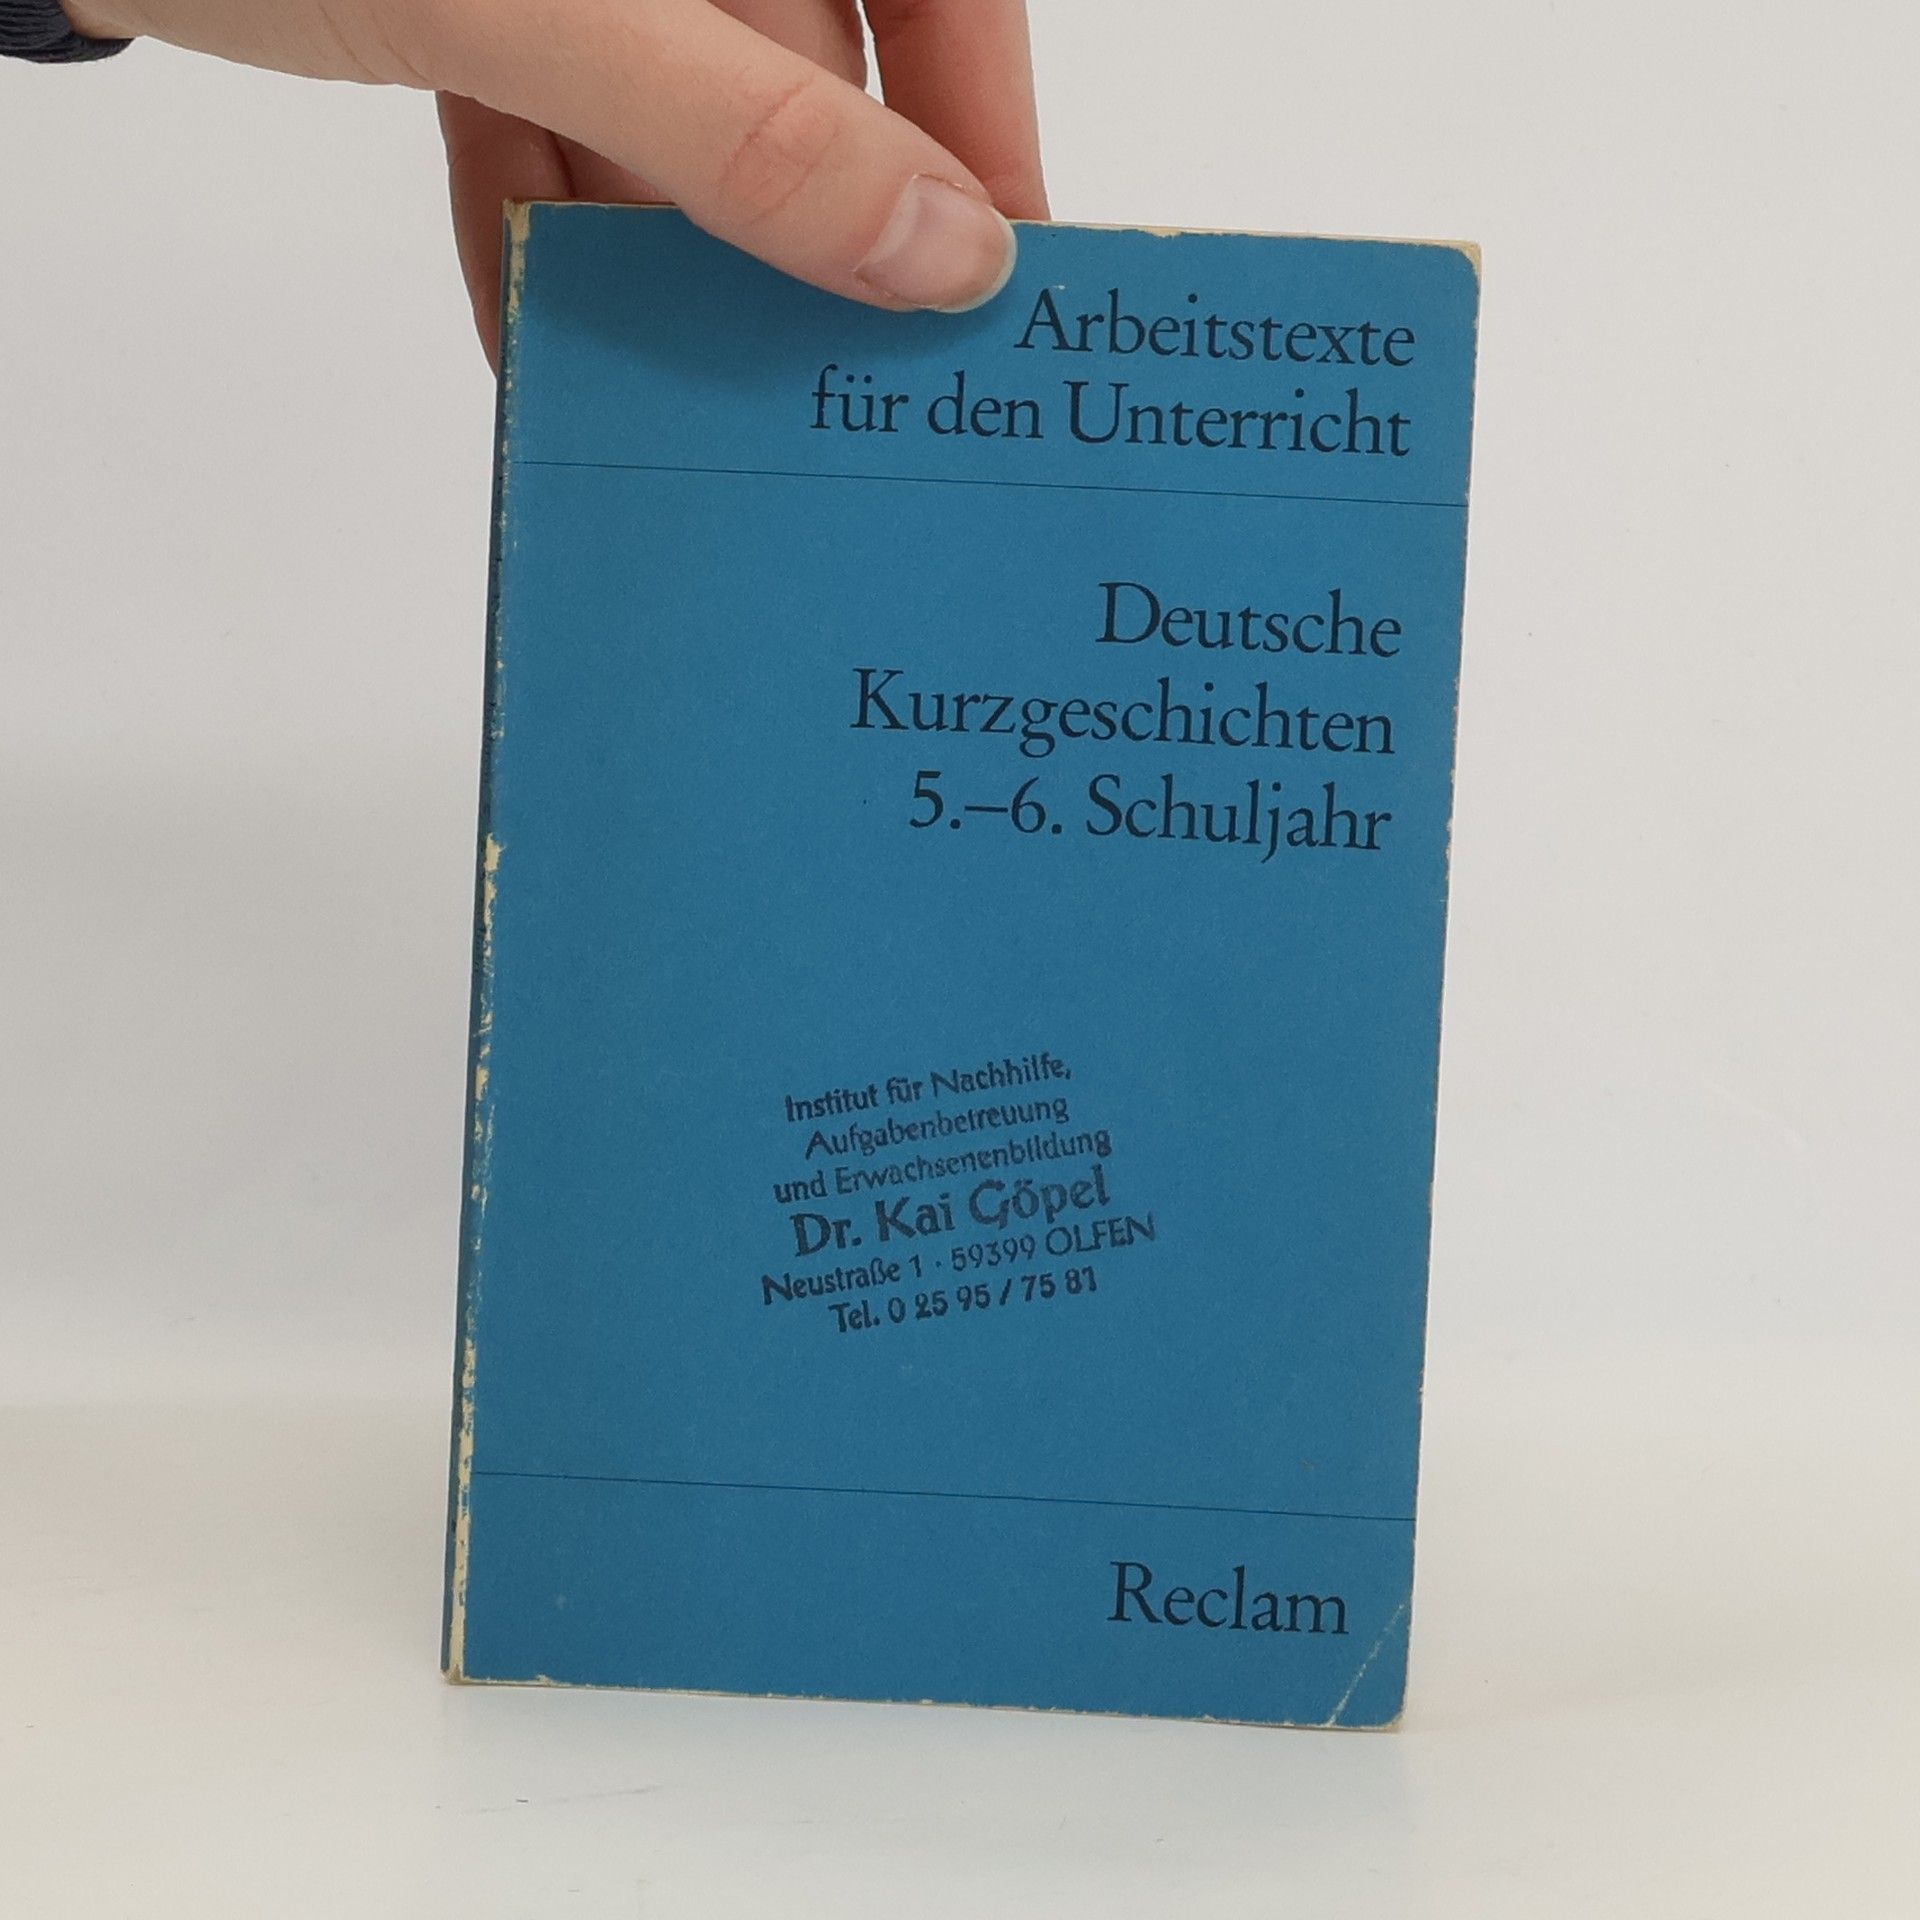 Arbeitstexte
für den Unterricht
Deutsche
Kurzgeschichten
5.–6. Schuljahr
Institut für Nachhilfe,
Aufgabenbetreuung
und Erwachsenenbildung
Dr. Kai Göpel
Neustraße 1 · 59399 OLFEN
Tel. 0 25 95 / 75 81
Reclam